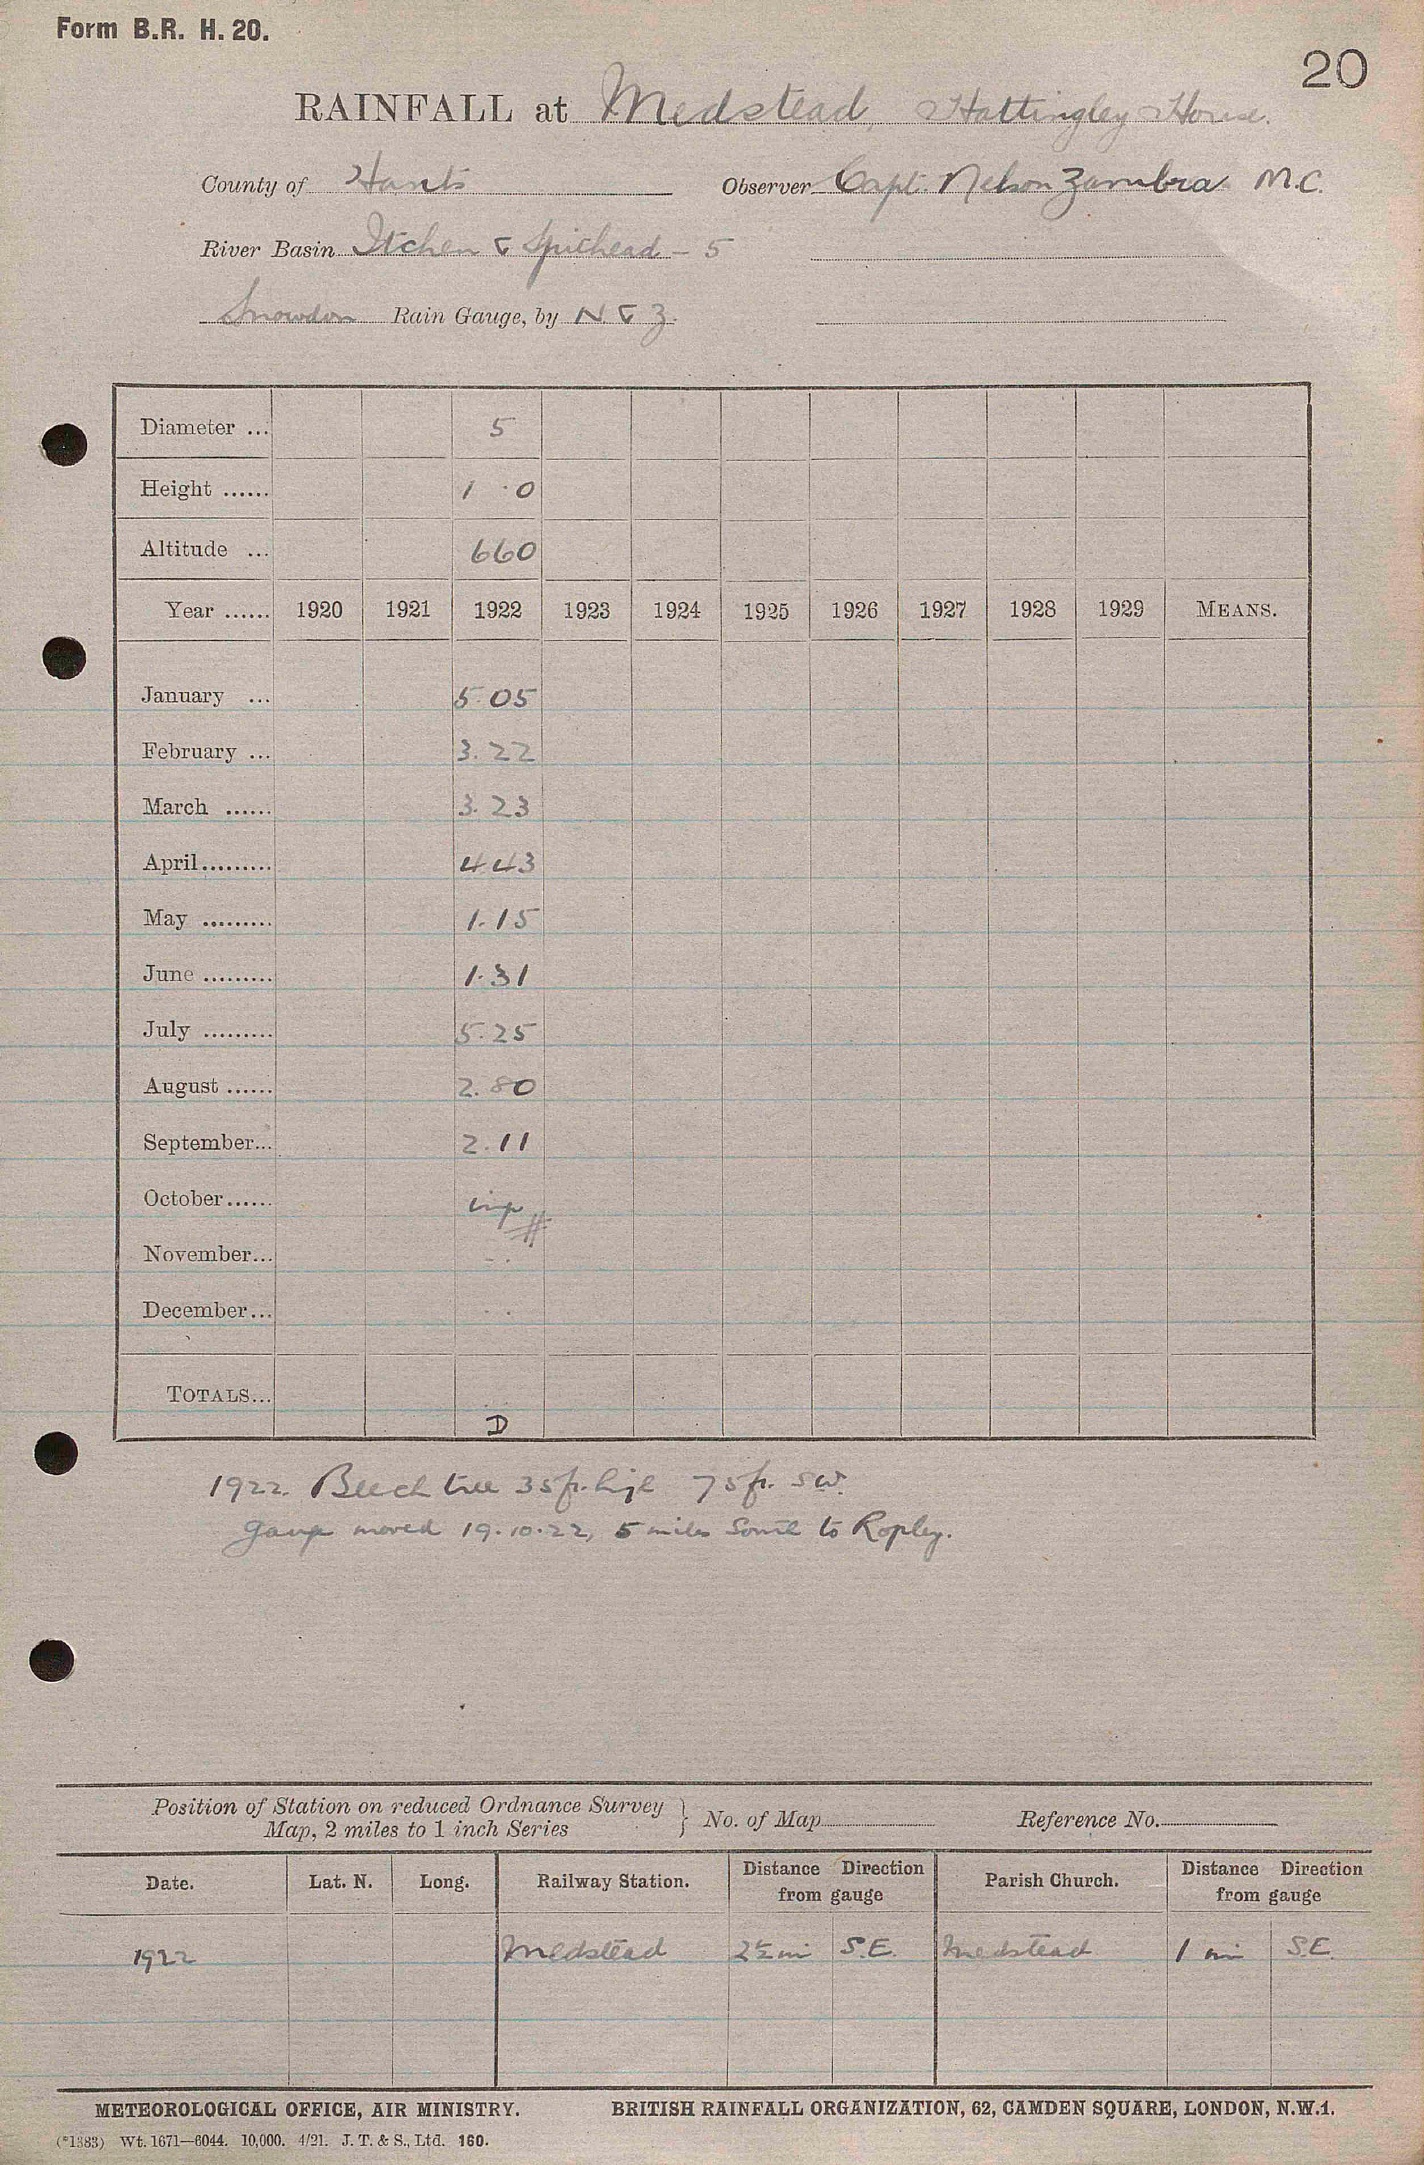 Form B.R. H. 20.
20
RAINFALL at Medstead, Hattingley House.
County of Hants Observer Capt. Nelson Zambra M.C.
River Basin Itchen & Spithead – 5
Snowdon Rain Gauge, by N & Z.
Diameter ... 5
Height ...... 1 · 0
Altitude ... 660
Year ...... 1920 1921 1922 1923 1924 1925 1926 1927 1928 1929 MEANS.
January ... 5.05
February ... 3.22
March ...... 3.23
April......... 4.43
May ......... 1.15
June ......... 1.31
July ......... 5.25
August ...... 2.80
September... 2.11
October...... imp #
November... - .
December... . .
TOTALS...
D
1922. Beech tree 35 ft. high 75 ft. SW.
Gauge moved 19.10.22, 5 miles South to Ropley.
Position of Station on reduced Ordnance Survey
Map, 2 miles to 1 inch Series } No. of Map Reference No.
Date. Lat. N. Long. Railway Station. Distance Direction from gauge Parish Church. Distance Direction from gauge
1922 Medstead 2½ mi S.E. Medstead 1 mi S.E.
METEOROLOGICAL OFFICE, AIR MINISTRY. BRITISH RAINFALL ORGANIZATION, 62, CAMDEN SQUARE, LONDON, N.W.1.
(*1383) Wt. 1671—6044. 10,000. 4/21. J. T. & S., Ltd. 160.